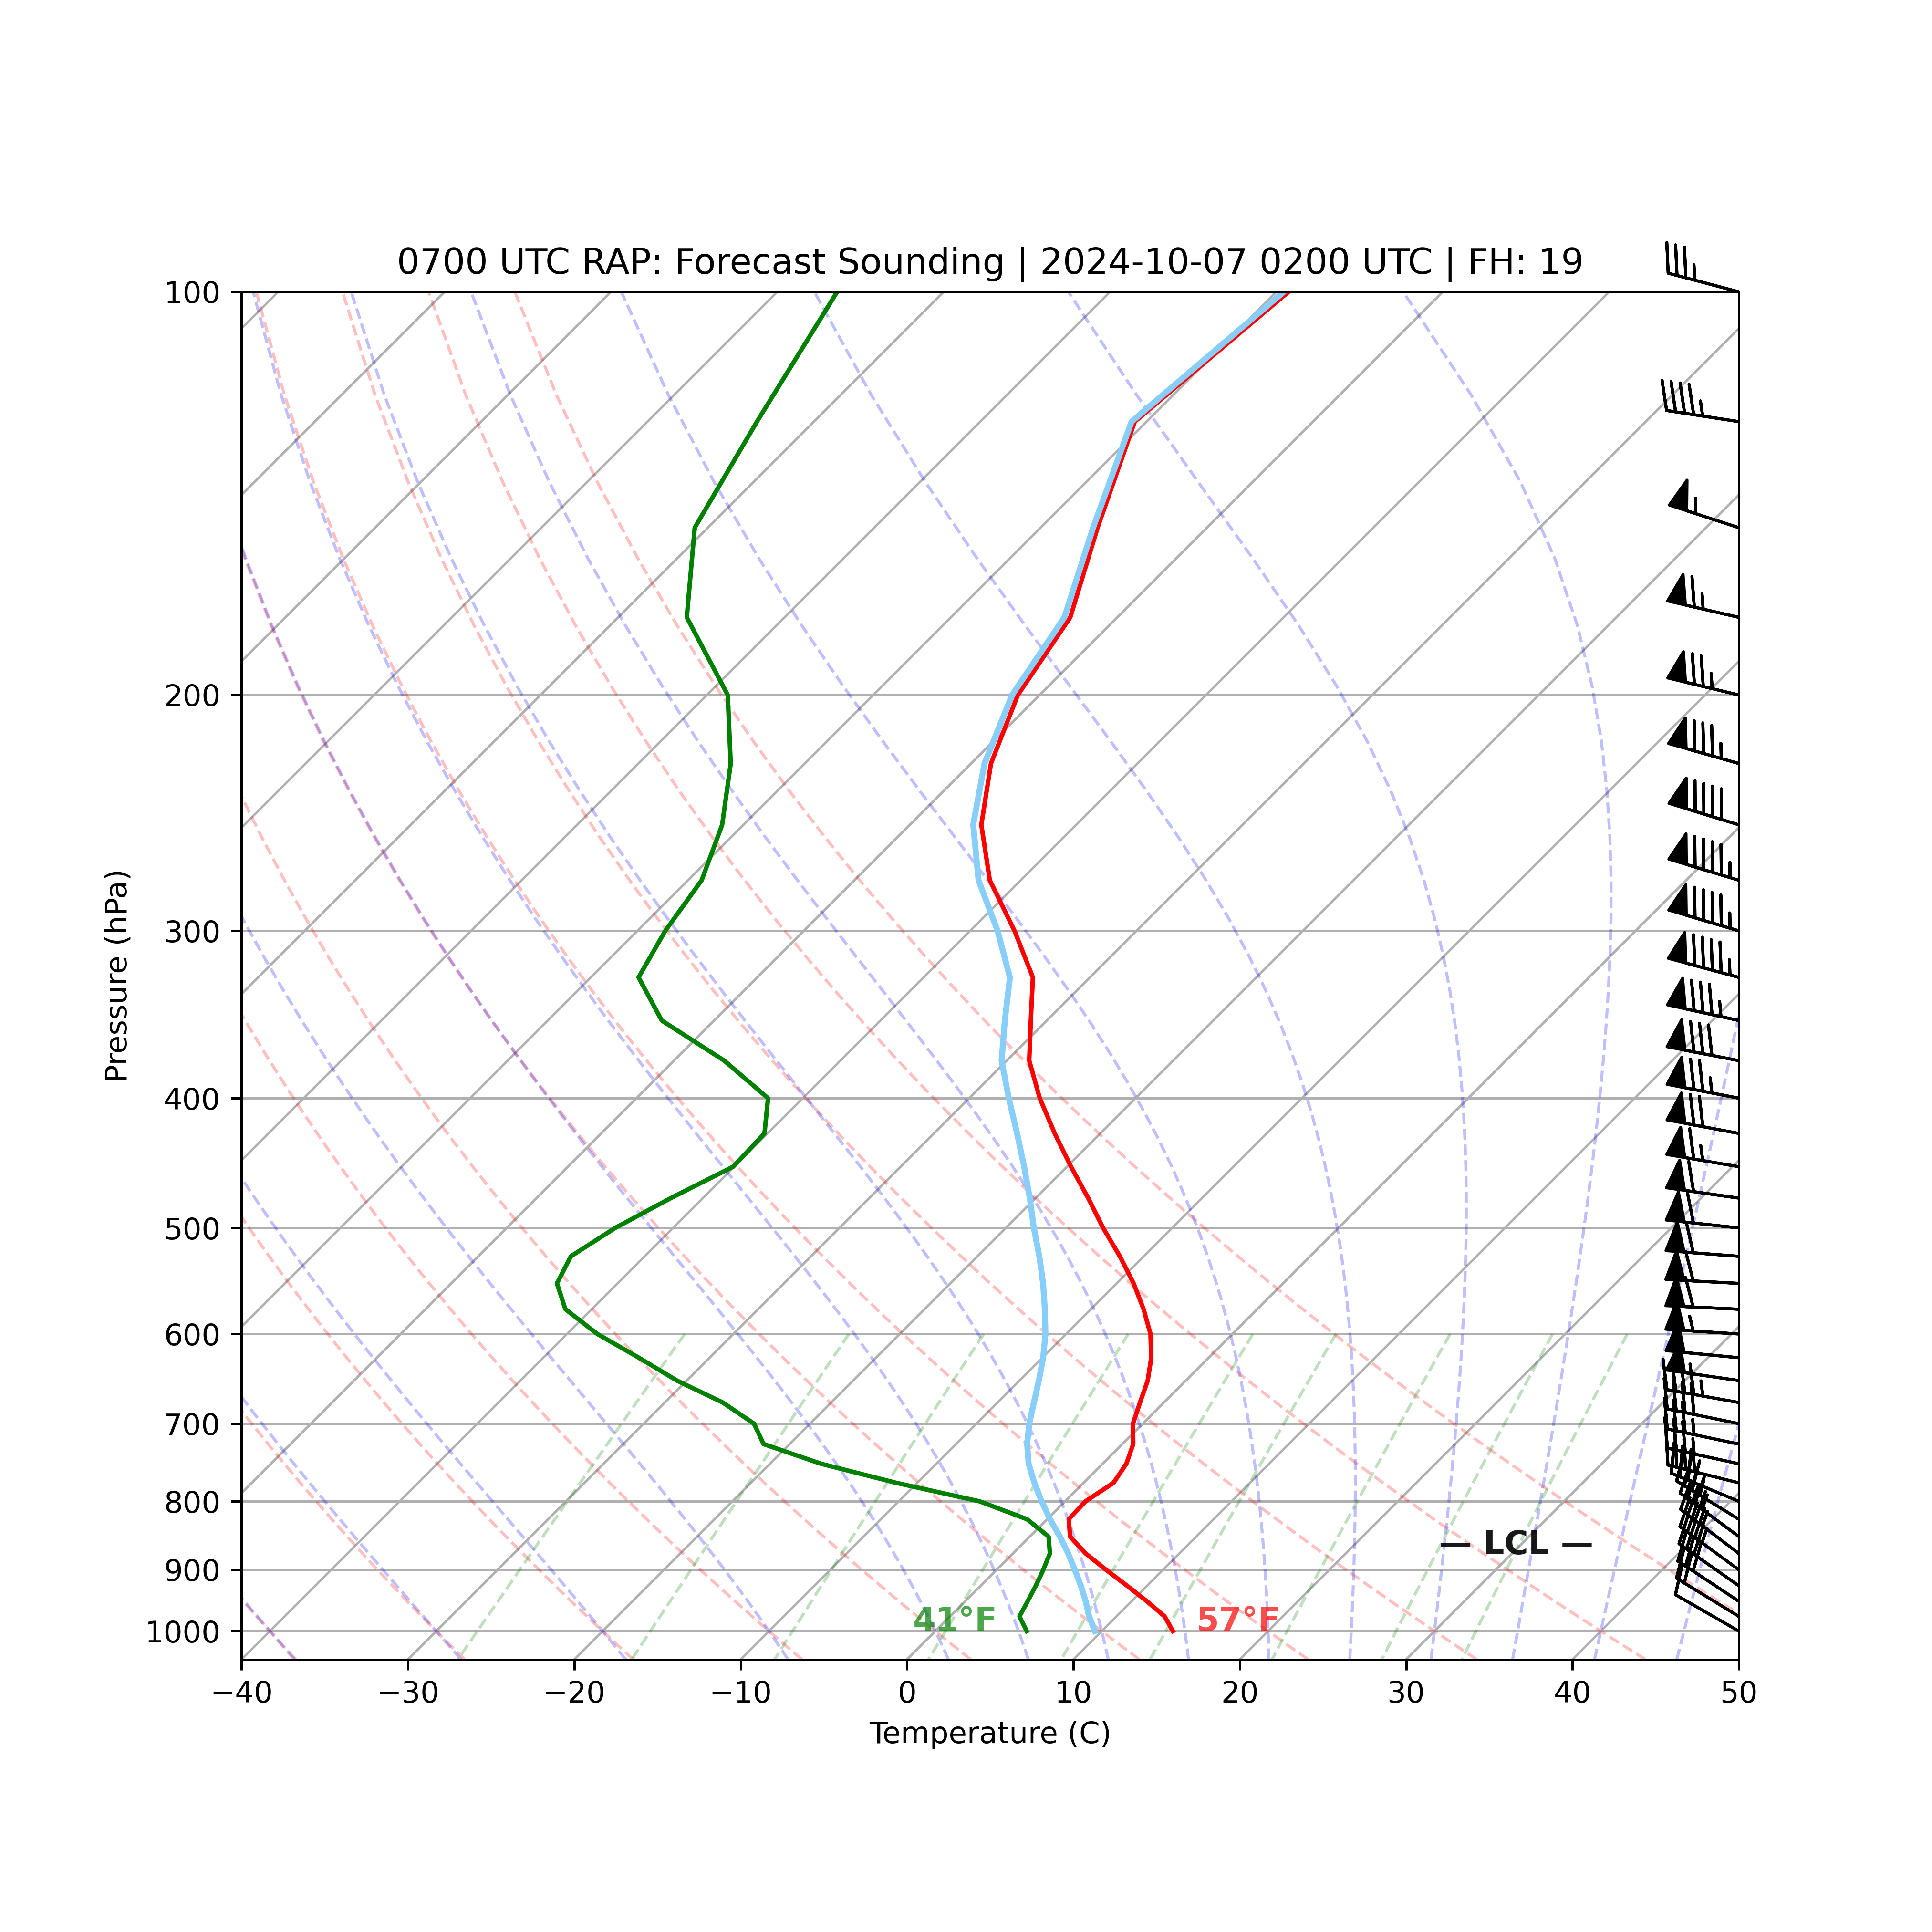 0700 UTC RAP: Forecast Sounding | 2024-10-07 0200 UTC | FH: 19
100
200
300
400
500
600
700
800
900
1000
Pressure (hPa)
— LCL —
41°F
57°F
−40 −30 −20 −10 0 10 20 30 40 50
Temperature (C)